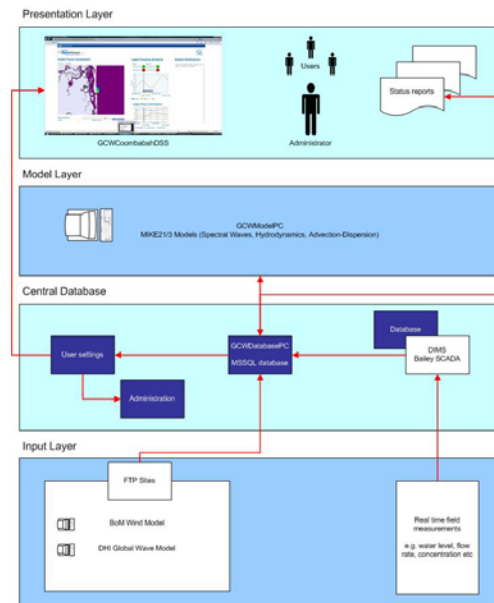 Presentation Layer
GCWCoombabahDSS
Users
Administrator
Status reports
Model Layer
GCWModelPC
MIKE21/3 Models (Spectral Waves, Hydrodynamics, Advection-Dispersion)
Central Database
User settings
Administration
GCWDatabasePC
MSSQL database
Database
DIMS
Bailey SCADA
Input Layer
FTP Sites
BoM Wind Model
DHI Global Wave Model
Real time field
measurements
e.g. water level, flow
rate, concentration etc